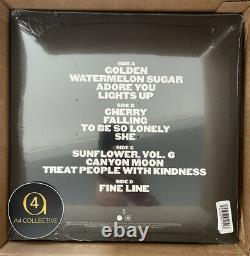 SIDE A
GOLDEN
WATERMELON SUGAR
ADORE YOU
LIGHTS UP
SIDE B
CHERRY
FALLING
TO BE SO LONELY
SHE
SIDE C
SUNFLOWER, VOL. 6
CANYON MOON
TREAT PEOPLE WITH KINDNESS
SIDE D
FINE LINE
A4
A4 COLLECTIVE